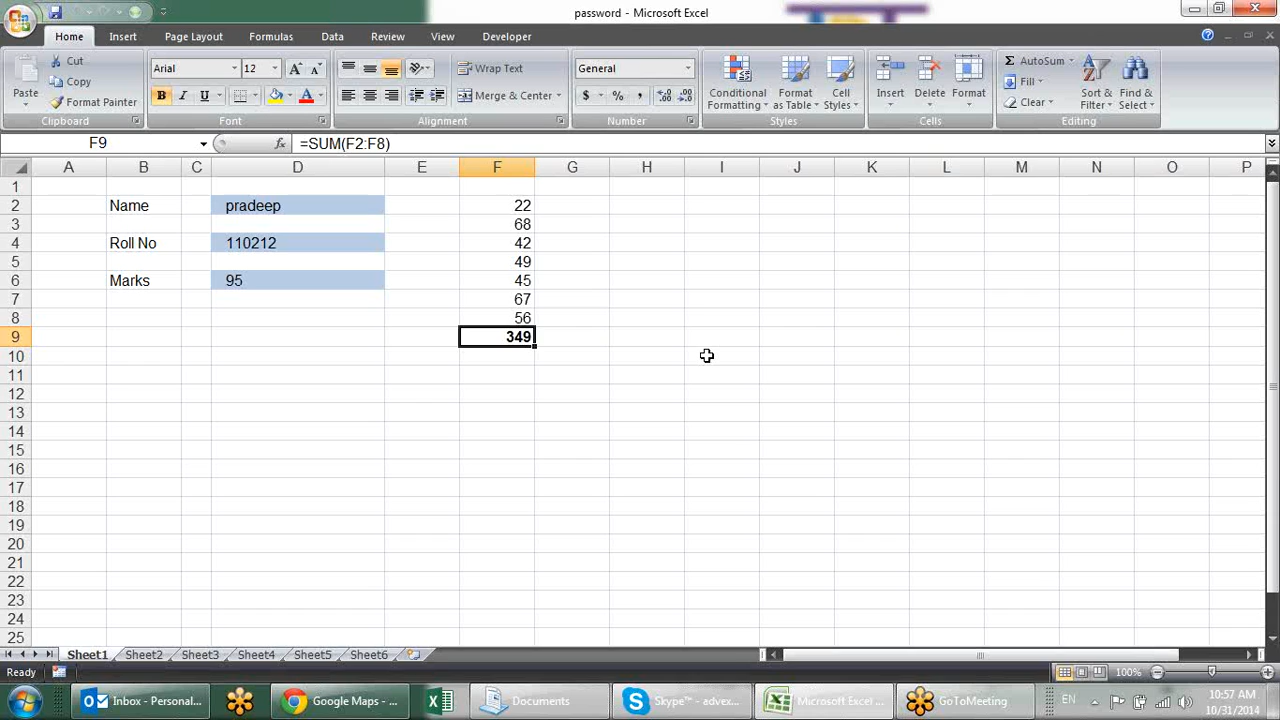 password - Microsoft Excel
Home Insert Page Layout Formulas Data Review View Developer
Paste Cut Copy Format Painter Clipboard
Arial 12 A A B I U A Font
Wrap Text Merge & Center Alignment
General $ % , Number
Conditional Formatting Format as Table Cell Styles Styles
Insert Delete Format Cells
Σ AutoSum Fill Clear Sort & Filter Find & Select Editing
F9 fx =SUM(F2:F8)
A B C D E F G H I J K L M N O P
1
2 Name pradeep 22
3 68
4 Roll No 110212 42
5 49
6 Marks 95 45
7 67
8 56
9 349
10
11
12
13
14
15
16
17
18
19
20
21
22
23
24
25
Sheet1 Sheet2 Sheet3 Sheet4 Sheet5 Sheet6
Ready 100%
Inbox - Personal... Google Maps - ... Documents Skype™ - advex... Microsoft Excel ... GoToMeeting EN 10:57 AM
10/31/2014